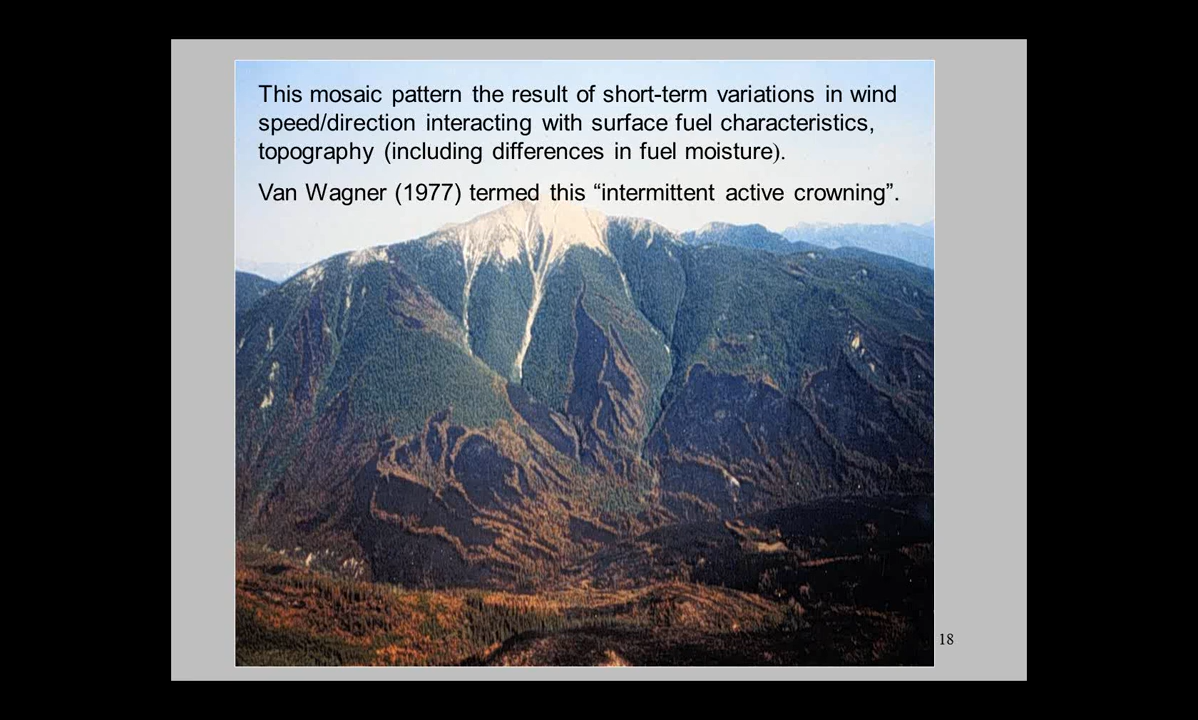 This mosaic pattern the result of short-term variations in wind
speed/direction interacting with surface fuel characteristics,
topography (including differences in fuel moisture).
Van Wagner (1977) termed this “intermittent active crowning”.
18